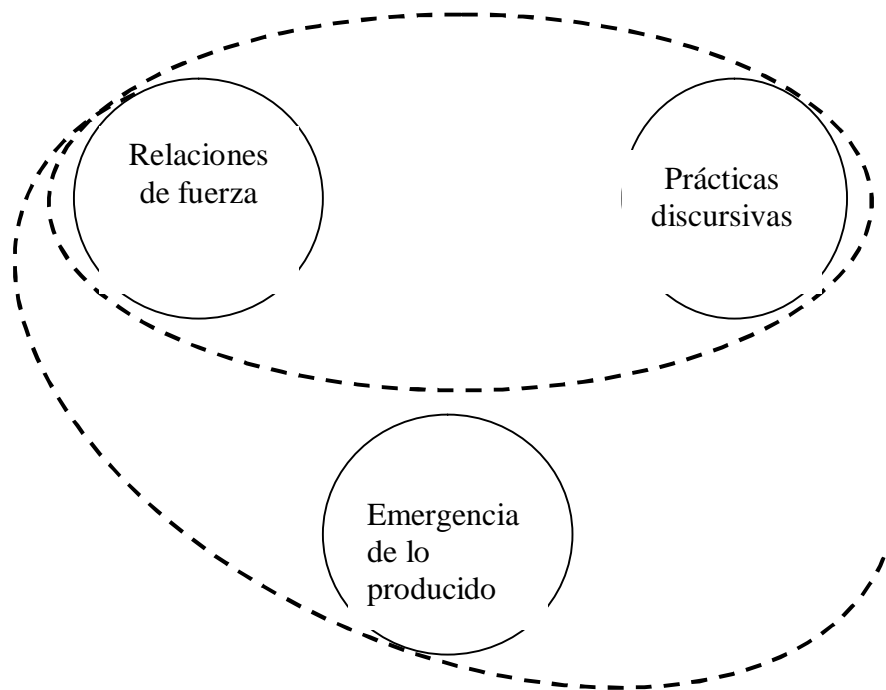 Relaciones
de fuerza
Prácticas
discursivas
Emergencia
de lo
producido